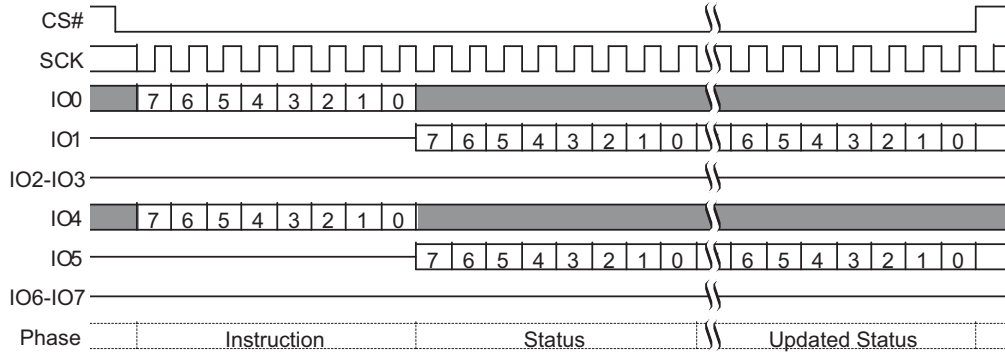 CS#
SCK
IO0 7 6 5 4 3 2 1 0
IO1 7 6 5 4 3 2 1 0 6 5 4 3 2 1 0
IO2-IO3
IO4 7 6 5 4 3 2 1 0
IO5 7 6 5 4 3 2 1 0 6 5 4 3 2 1 0
IO6-IO7
Phase Instruction Status Updated Status